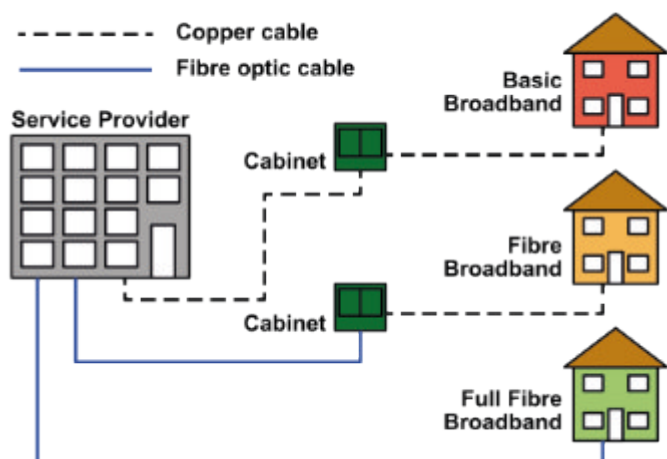 Copper cable
Fibre optic cable
Service Provider
Basic
Broadband
Cabinet
Fibre
Broadband
Cabinet
Full Fibre
Broadband